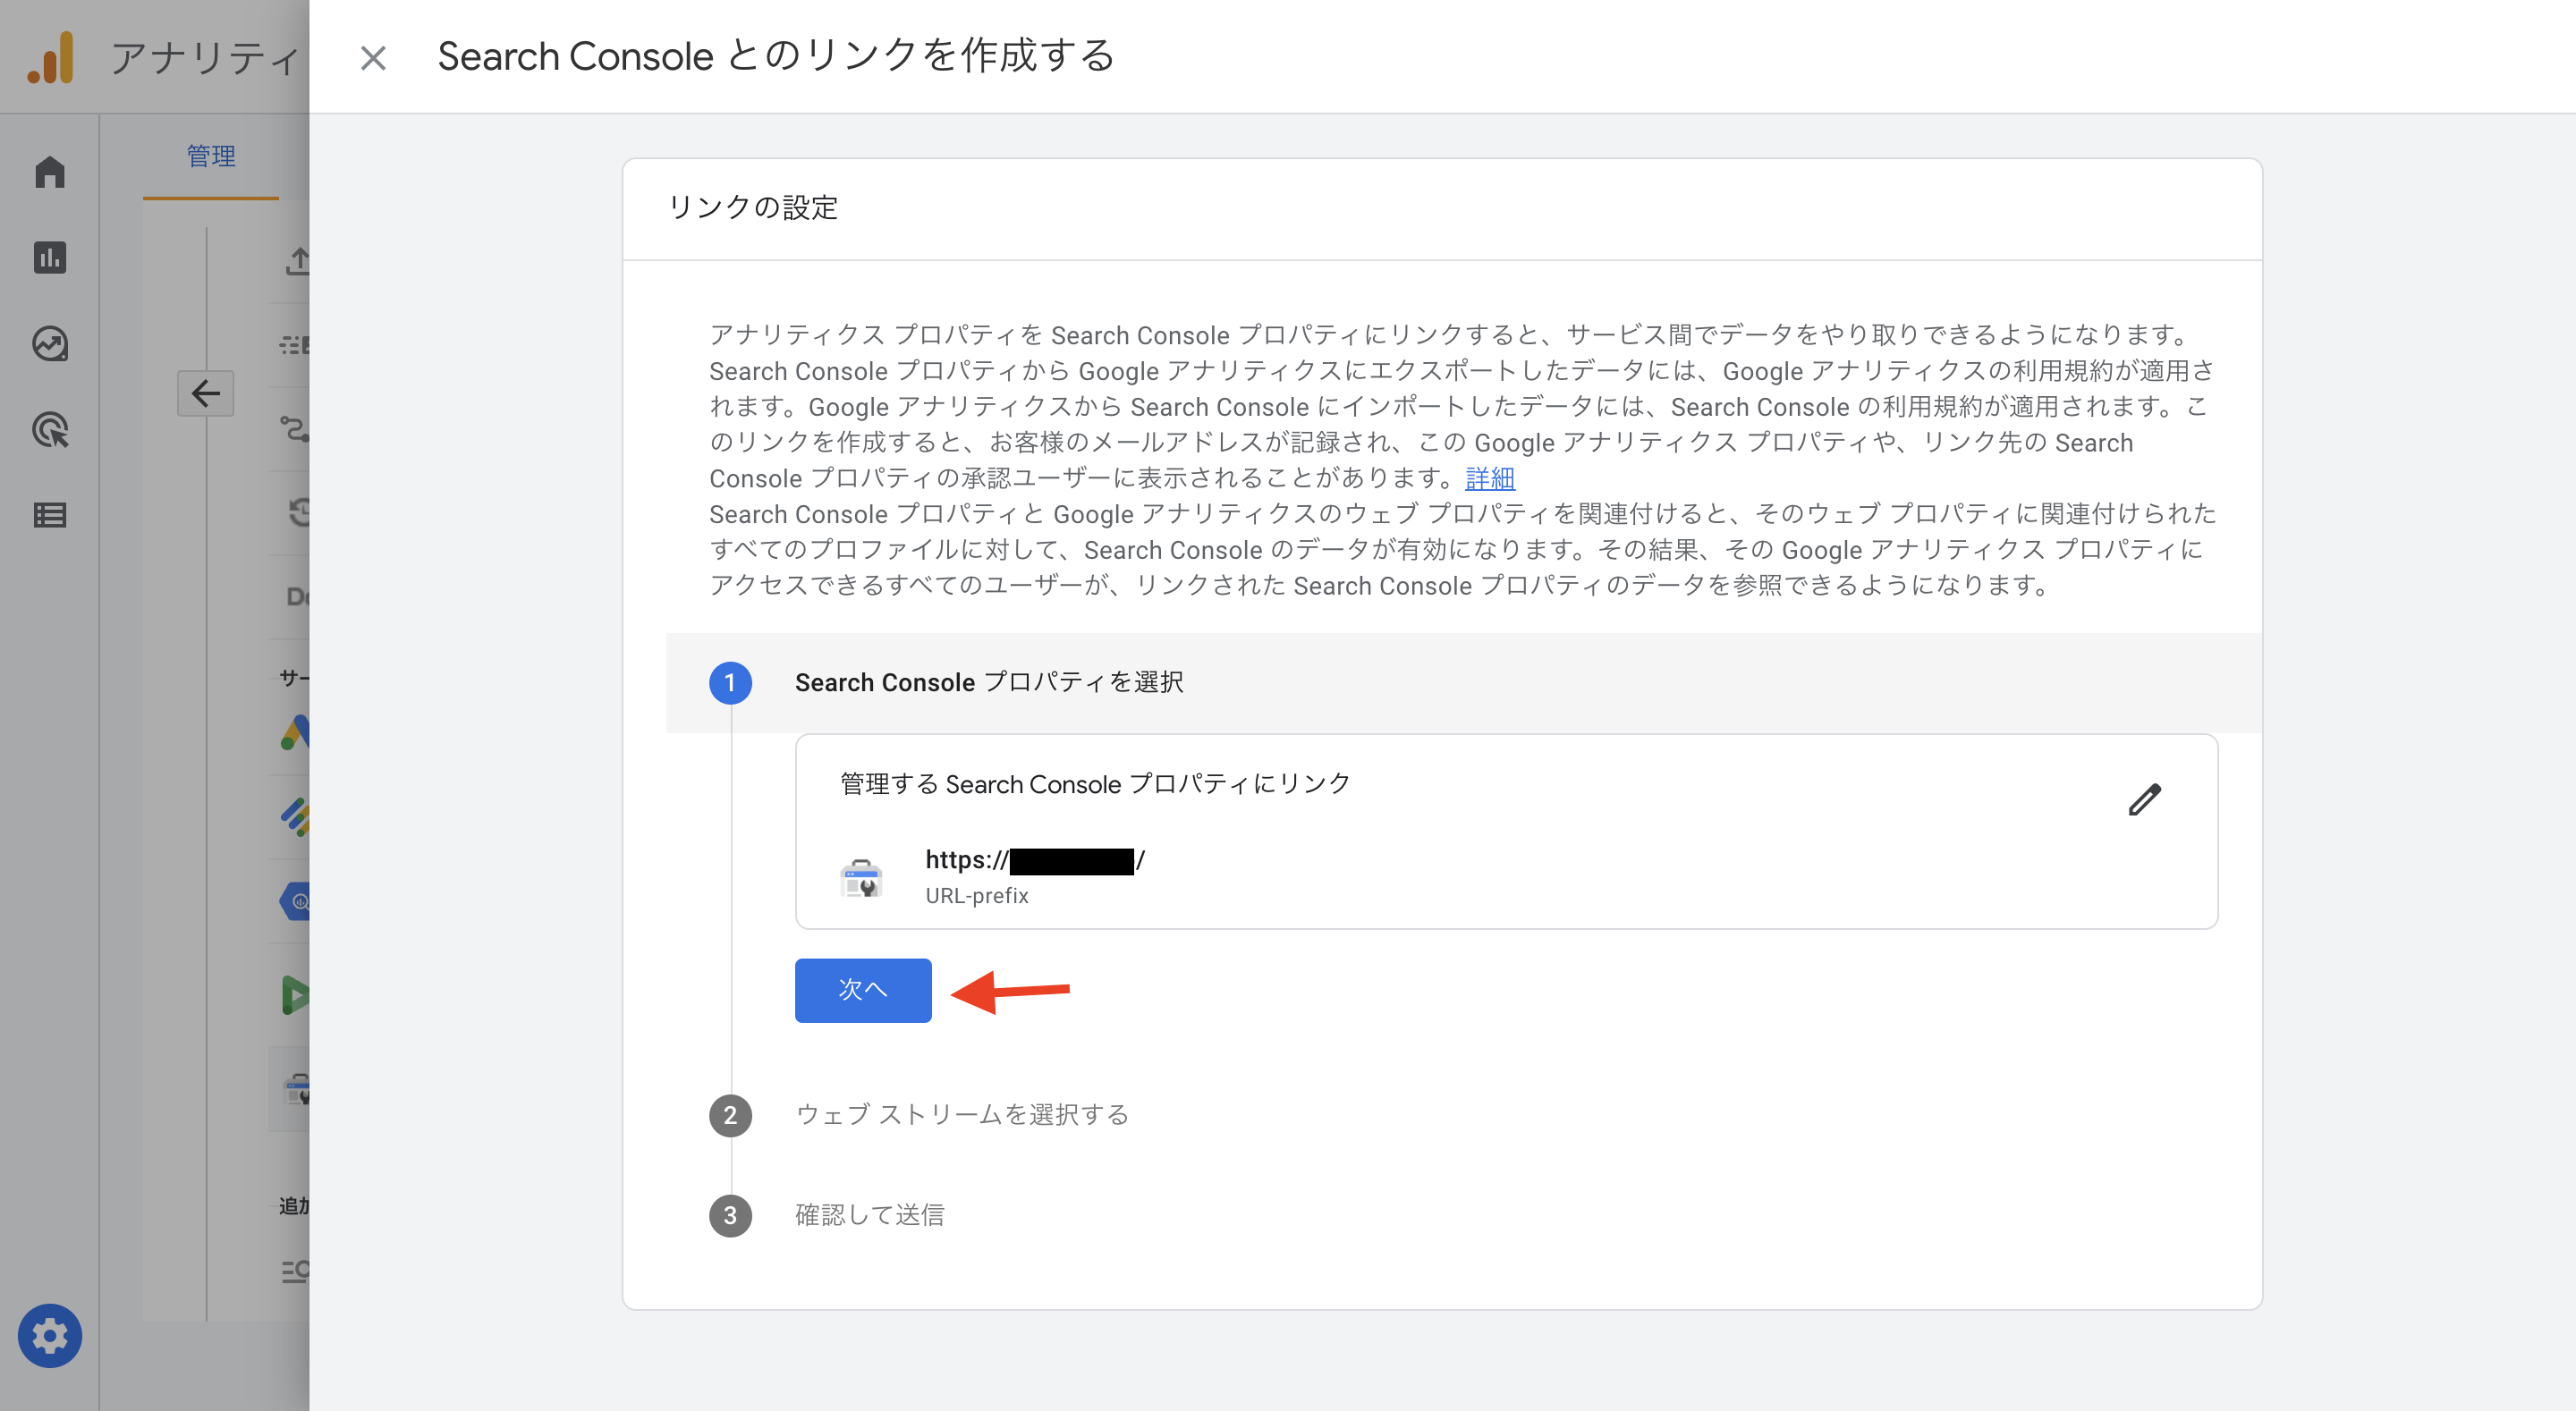 アナリティ
Search Console とのリンクを作成する
管理
リンクの設定
アナリティクス プロパティを Search Console プロパティにリンクすると、サービス間でデータをやり取りできるようになります。
Search Console プロパティから Google アナリティクスにエクスポートしたデータには、Google アナリティクスの利用規約が適用さ
れます。Google アナリティクスから Search Console にインポートしたデータには、Search Console の利用規約が適用されます。こ
のリンクを作成すると、お客様のメールアドレスが記録され、この Google アナリティクス プロパティや、リンク先の Search
Console プロパティの承認ユーザーに表示されることがあります。詳細
Search Console プロパティと Google アナリティクスのウェブ プロパティを関連付けると、そのウェブ プロパティに関連付けられた
すべてのプロファイルに対して、Search Console のデータが有効になります。その結果、その Google アナリティクス プロパティに
アクセスできるすべてのユーザーが、リンクされた Search Console プロパティのデータを参照できるようになります。
サー
1 Search Console プロパティを選択
管理する Search Console プロパティにリンク
https:// /
URL-prefix
次へ
2 ウェブ ストリームを選択する
追加
3 確認して送信